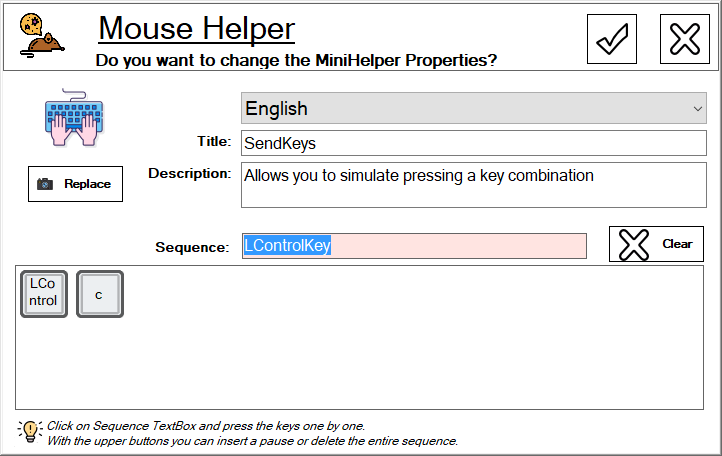 Mouse Helper
Do you want to change the MiniHelper Properties?
English
Title: SendKeys
Replace
Description: Allows you to simulate pressing a key combination
Sequence: LControlKey Clear
LCo
ntrol c
Click on Sequence TextBox and press the keys one by one.
With the upper buttons you can insert a pause or delete the entire sequence.